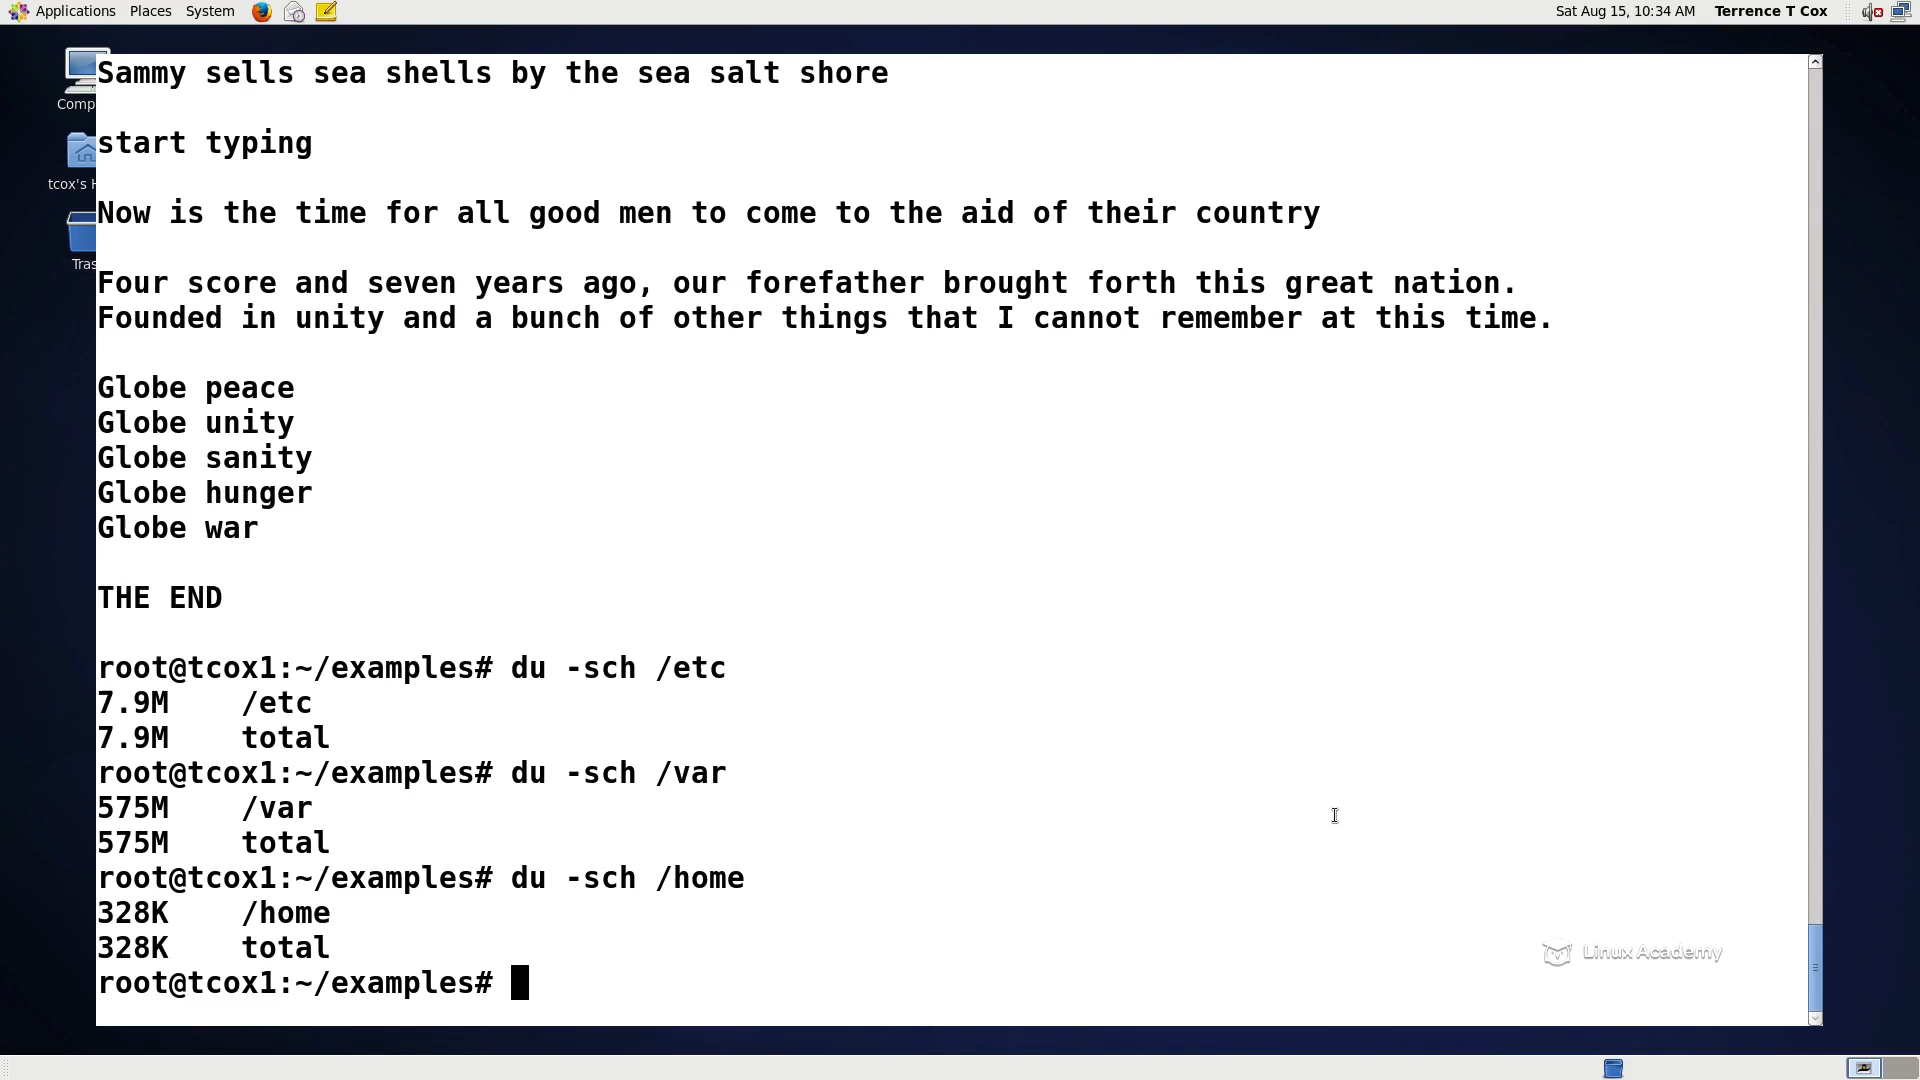 Applications Places System Sat Aug 15, 10:34 AM Terrence T Cox
Comp
tcox's H
Tras
Sammy sells sea shells by the sea salt shore
start typing
Now is the time for all good men to come to the aid of their country
Four score and seven years ago, our forefather brought forth this great nation.
Founded in unity and a bunch of other things that I cannot remember at this time.
Globe peace
Globe unity
Globe sanity
Globe hunger
Globe war
THE END
root@tcox1:~/examples# du -sch /etc
7.9M /etc
7.9M total
root@tcox1:~/examples# du -sch /var
575M /var
575M total
root@tcox1:~/examples# du -sch /home
328K /home
328K total
root@tcox1:~/examples#
Linux Academy